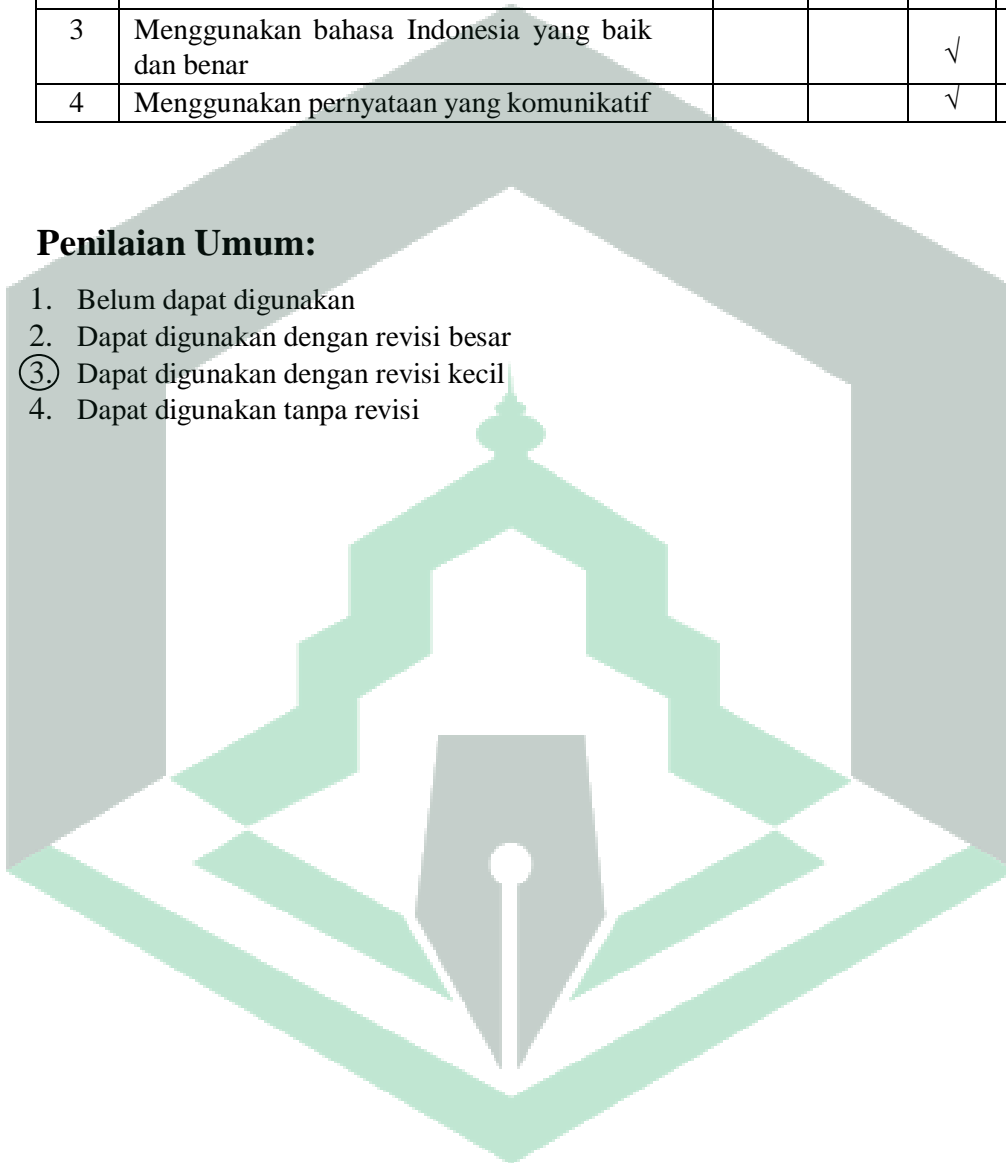 3 Menggunakan bahasa Indonesia yang baik
dan benar √
4 Menggunakan pernyataan yang komunikatif √
Penilaian Umum:
1. Belum dapat digunakan
2. Dapat digunakan dengan revisi besar
3. Dapat digunakan dengan revisi kecil
4. Dapat digunakan tanpa revisi